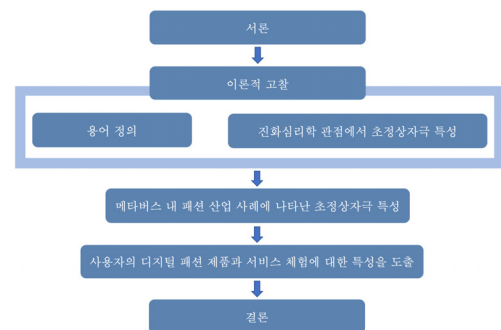 서론
이론적 고찰
용어 정의
진화심리학 관점에서 초정상자극 특성
메타버스 내 패션 산업 사례에 나타난 초정상자극 특성
사용자의 디지털 패션 제품과 서비스 체험에 대한 특성을 도출
결론